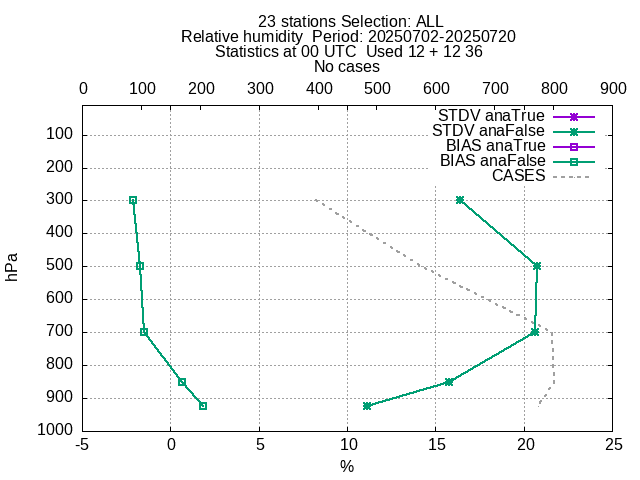 23 stations Selection: ALL
Relative humidity  Period: 20250702-20250720
Statistics at 00 UTC  Used 12 + 12 36
No cases
0 100 200 300 400 500 600 700 800 900
STDV anaTrue
STDV anaFalse
BIAS anaTrue
BIAS anaFalse
CASES
100
200
300
400
500
600
700
800
900
1000
hPa
-5 0 5 10 15 20 25
%